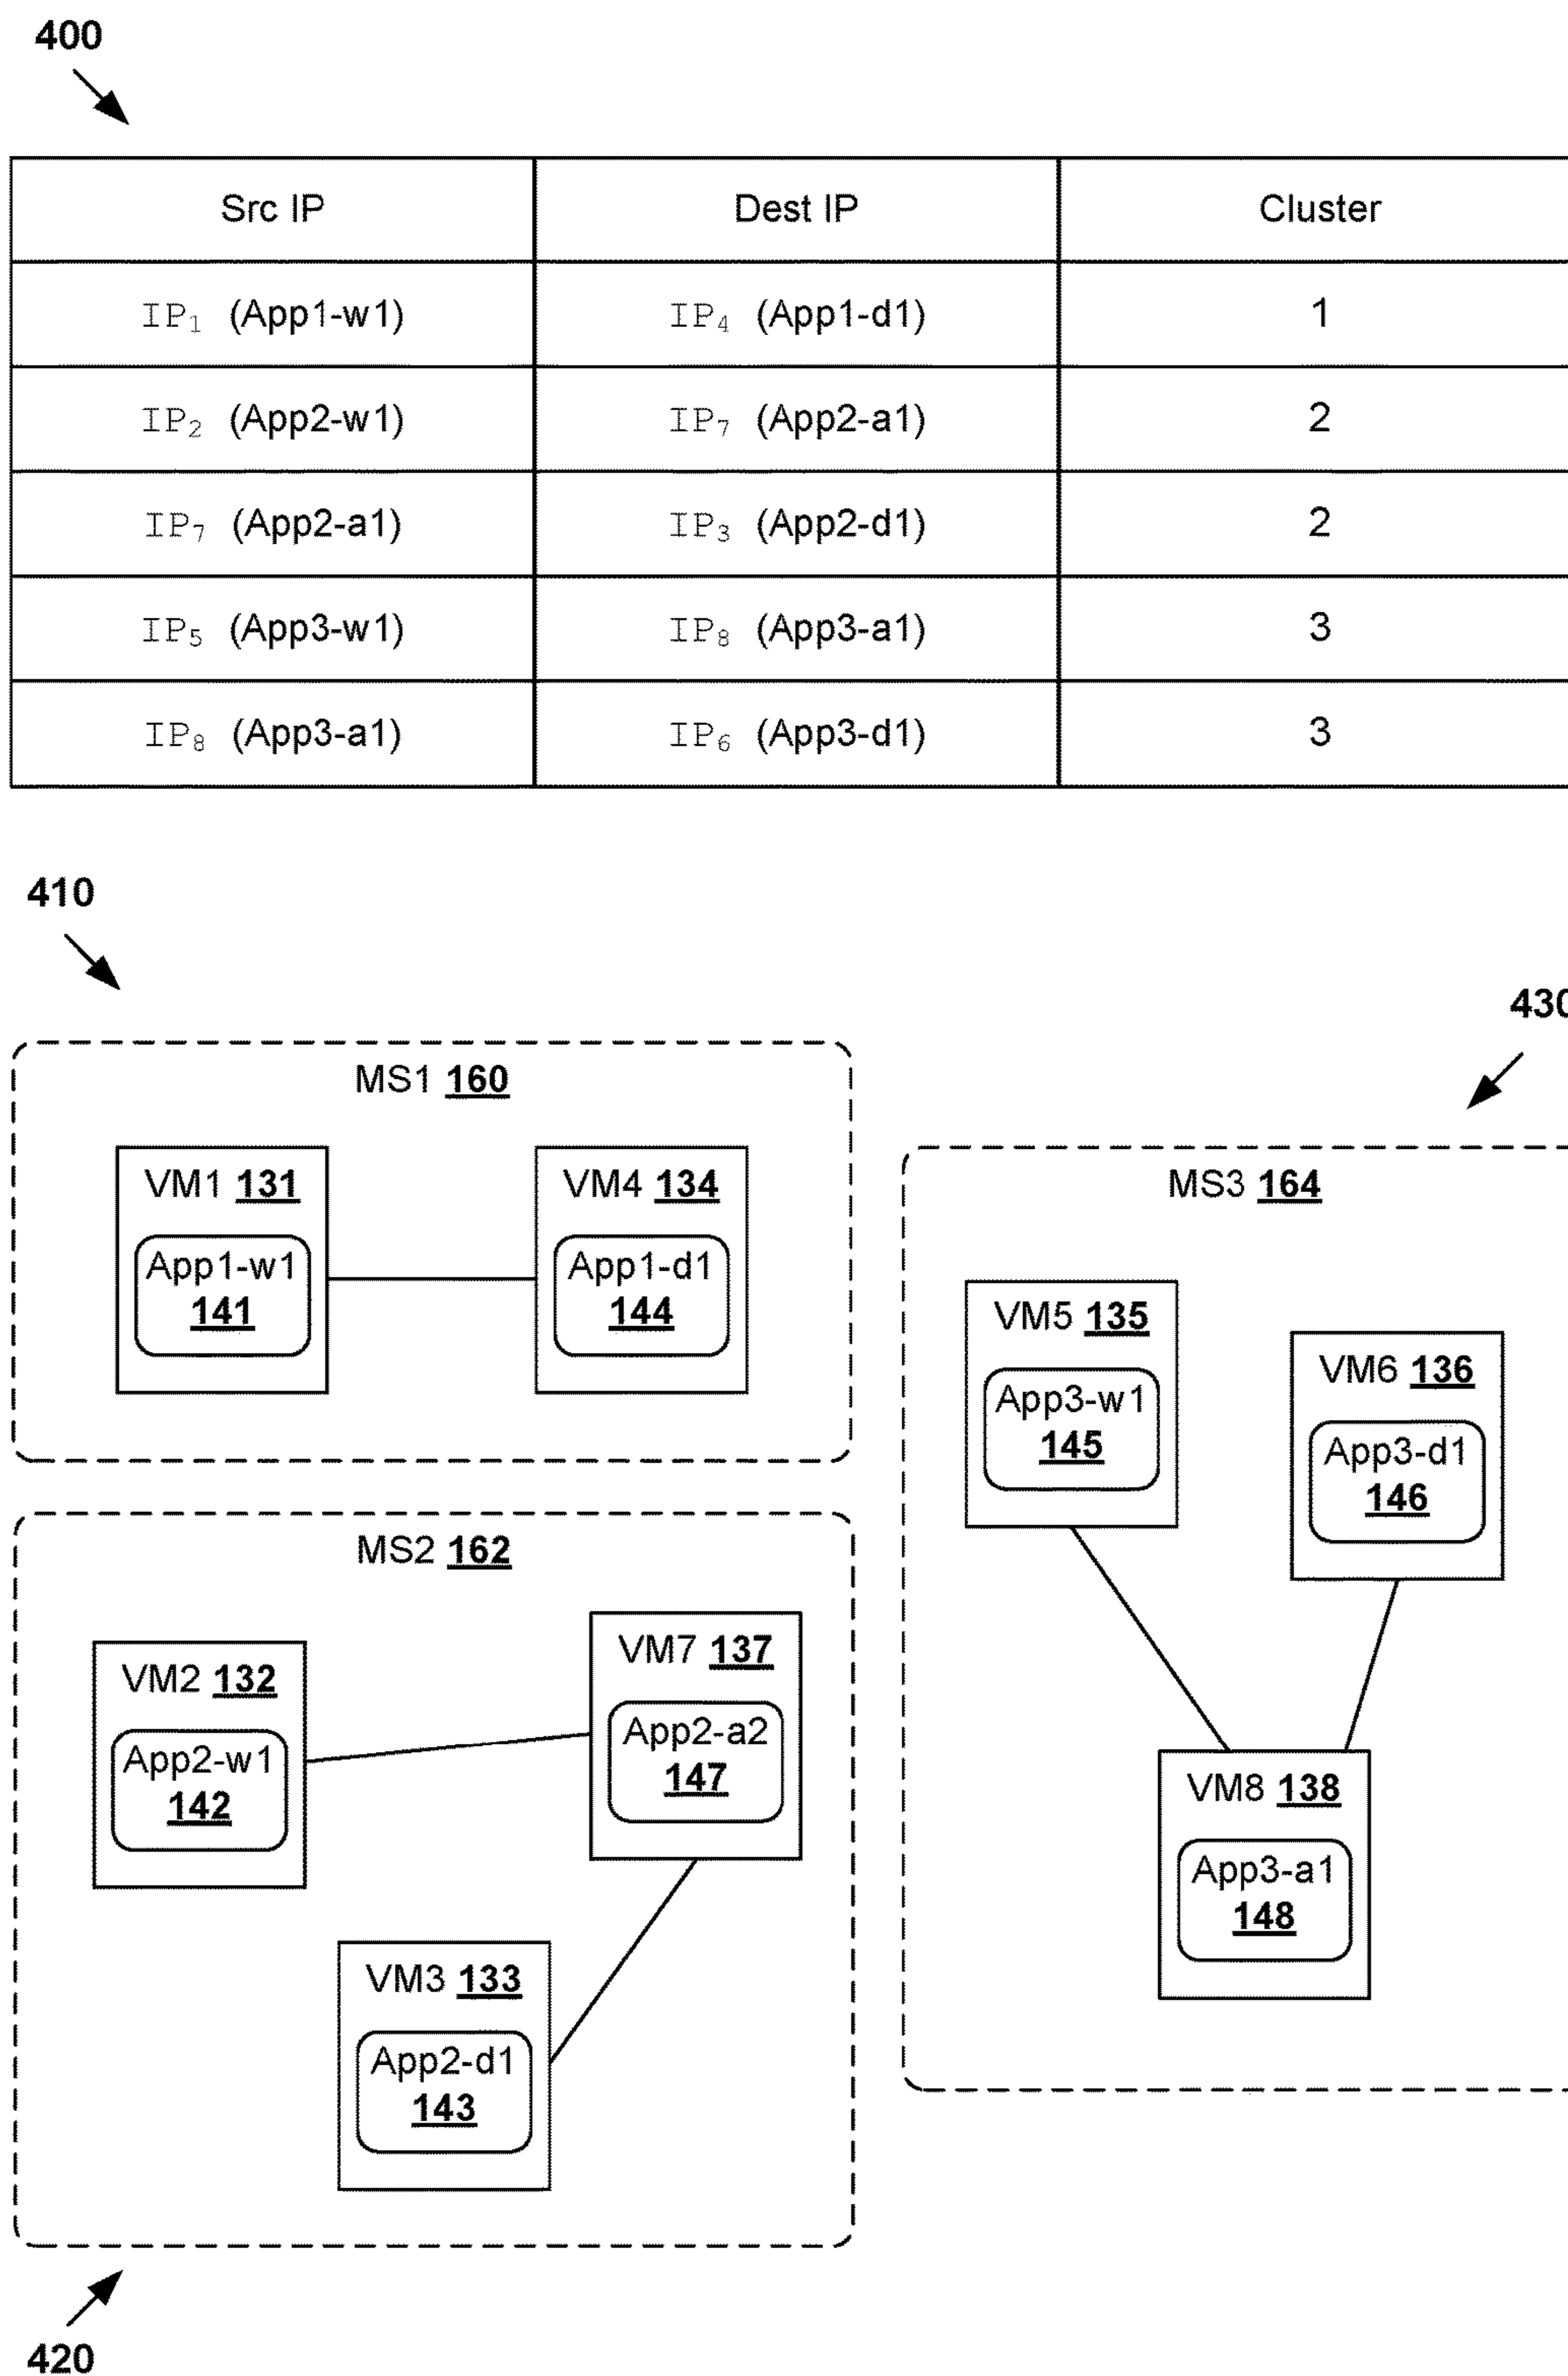 400
Src IP Dest IP Cluster
IP₁ (App1-w1) IP₄ (App1-d1) 1
IP₂ (App2-w1) IP₇ (App2-a1) 2
IP₇ (App2-a1) IP₃ (App2-d1) 2
IP₅ (App3-w1) IP₈ (App3-a1) 3
IP₈ (App3-a1) IP₆ (App3-d1) 3
410
430
MS1 160
VM1 131
App1-w1
141
VM4 134
App1-d1
144
MS3 164
VM5 135
App3-w1
145
VM6 136
App3-d1
146
VM8 138
App3-a1
148
MS2 162
VM2 132
App2-w1
142
VM7 137
App2-a2
147
VM3 133
App2-d1
143
420